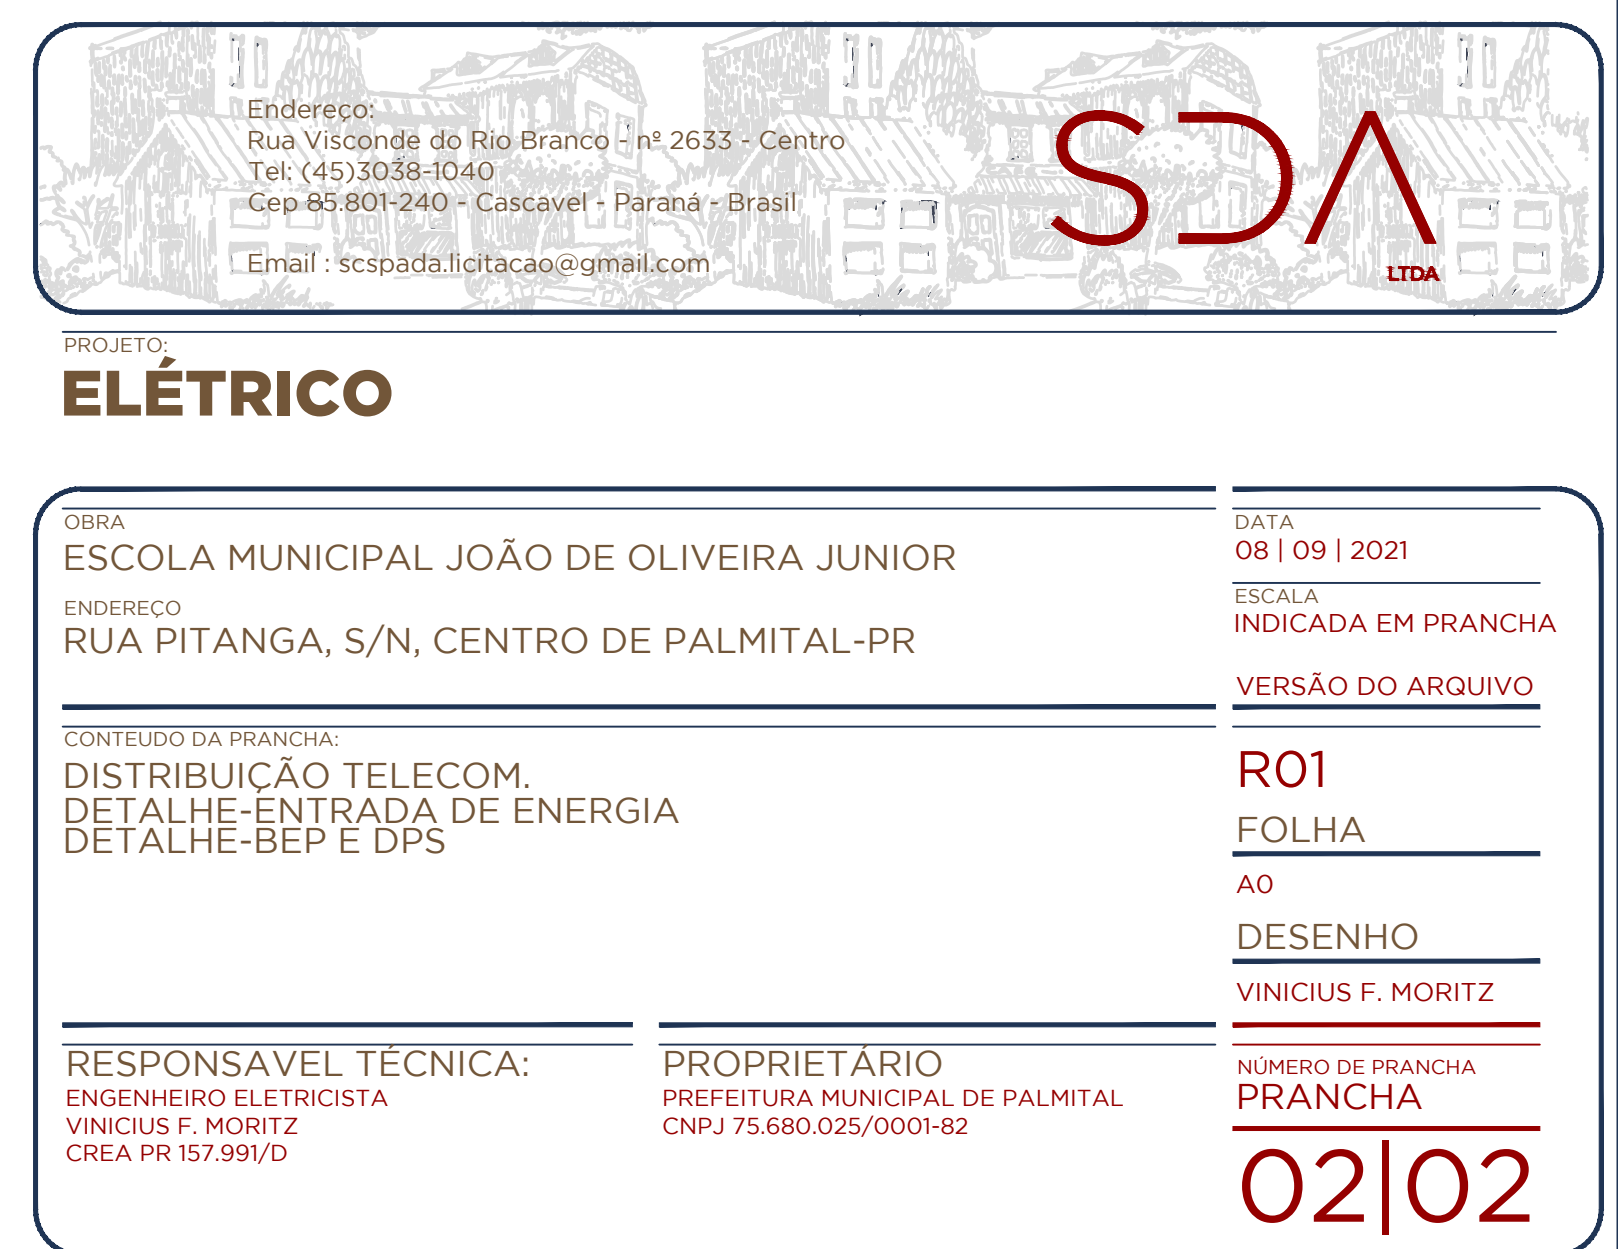 Endereço:
Rua Visconde do Rio Branco - nº 2633 - Centro
Tel: (45)3038-1040
Cep 85.801-240 - Cascavel - Paraná - Brasil
Email : scspada.licitacao@gmail.com
SDA
LTDA
PROJETO:
ELÉTRICO
OBRA
ESCOLA MUNICIPAL JOÃO DE OLIVEIRA JUNIOR
ENDEREÇO
RUA PITANGA, S/N, CENTRO DE PALMITAL-PR
DATA
08 | 09 | 2021
ESCALA
INDICADA EM PRANCHA
VERSÃO DO ARQUIVO
R01
CONTEUDO DA PRANCHA:
DISTRIBUIÇÃO TELECOM.
DETALHE-ENTRADA DE ENERGIA
DETALHE-BEP E DPS
FOLHA
A0
DESENHO
VINICIUS F. MORITZ
RESPONSAVEL TÉCNICA:
ENGENHEIRO ELETRICISTA
VINICIUS F. MORITZ
CREA PR 157.991/D
PROPRIETÁRIO
PREFEITURA MUNICIPAL DE PALMITAL
CNPJ 75.680.025/0001-82
NÚMERO DE PRANCHA
PRANCHA
02|02